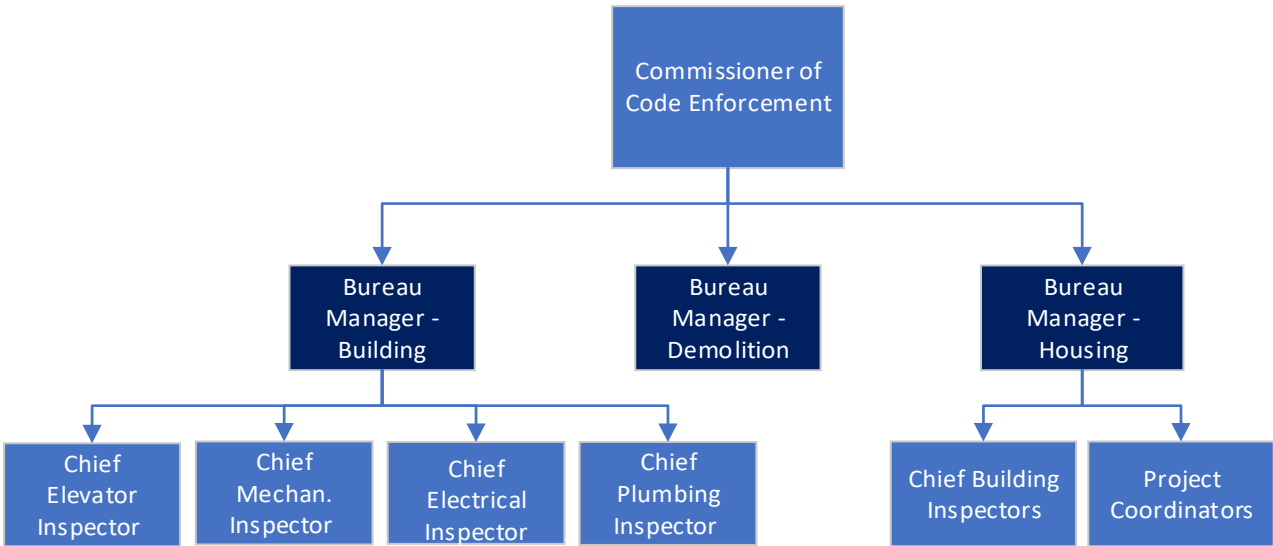 Commissioner of
Code Enforcement
Bureau
Manager -
Building
Bureau
Manager -
Demolition
Bureau
Manager -
Housing
Chief
Elevator
Inspector
Chief
Mechan.
Inspector
Chief
Electrical
Inspector
Chief
Plumbing
Inspector
Chief Building
Inspectors
Project
Coordinators